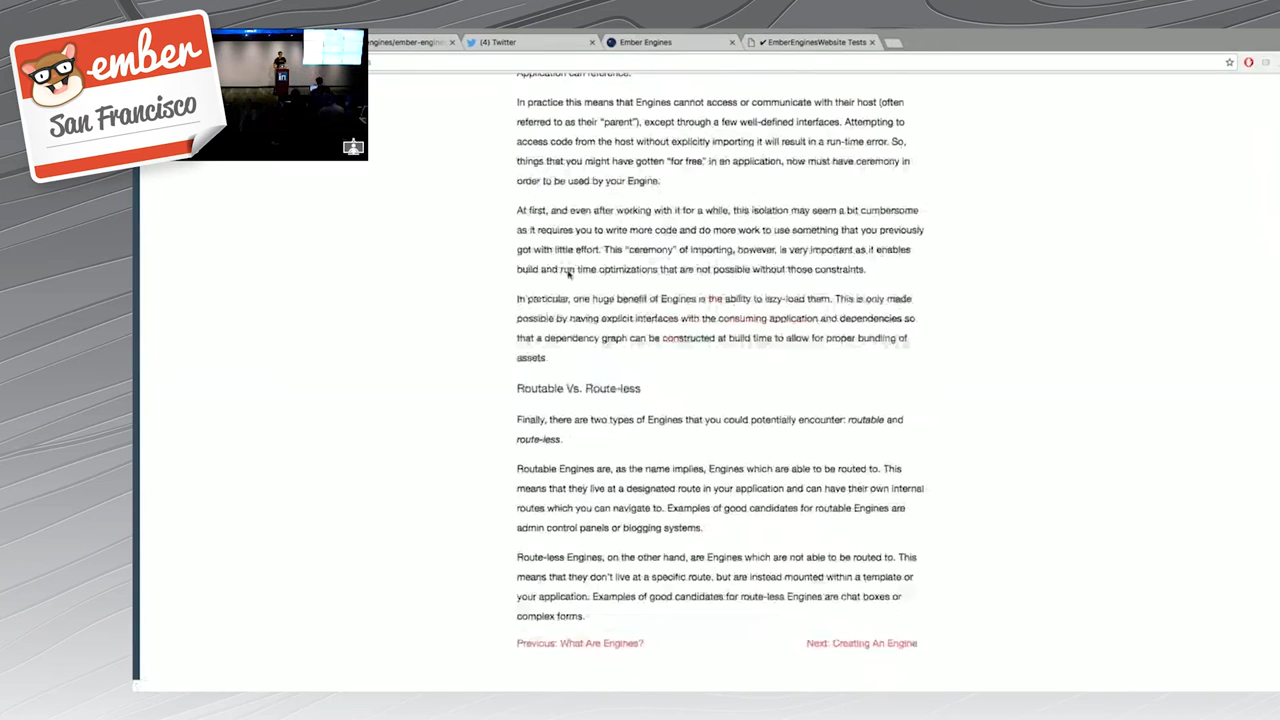 ember
San Francisco
ngines/ember-engin
(4) Twitter
Ember Engines
✓ EmberEnginesWebsite Tests
Application can reference.
In practice this means that Engines cannot access or communicate with their host (often
referred to as their "parent"), except through a few well-defined interfaces. Attempting to
access code from the host without explicitly importing it will result in a run-time error. So,
things that you might have gotten "for free" in an application, now must have ceremony in
order to be used by your Engine.
At first, and even after working with it for a while, this isolation may seem a bit cumbersome
as it requires you to write more code and do more work to use something that you previously
got with little effort. This "ceremony" of importing, however, is very important as it enables
build and run time optimizations that are not possible without those constraints.
In particular, one huge benefit of Engines is the ability to lazy-load them. This is only made
possible by having explicit interfaces with the consuming application and dependencies so
that a dependency graph can be constructed at build time to allow for proper bundling of
assets
Routable Vs. Route-less
Finally, there are two types of Engines that you could potentially encounter: routable and
route-less.
Routable Engines are, as the name implies, Engines which are able to be routed to. This
means that they live at a designated route in your application and can have their own internal
routes which you can navigate to. Examples of good candidates for routable Engines are
admin control panels or blogging systems.
Route-less Engines, on the other hand, are Engines which are not able to be routed to. This
means that they don't live at a specific route, but are instead mounted within a template or
your application. Examples of good candidates for route-less Engines are chat boxes or
complex forms.
Previous: What Are Engines?
Next: Creating An Engine
in